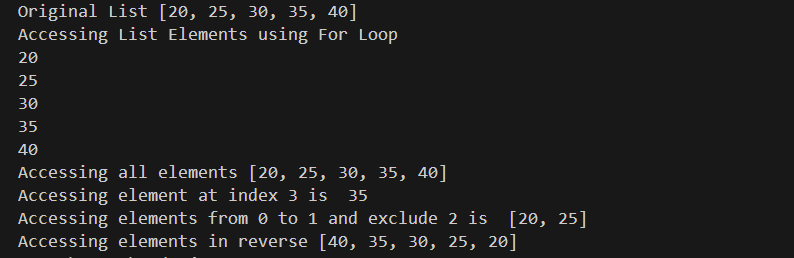 Original List [20, 25, 30, 35, 40]
Accessing List Elements using For Loop
20
25
30
35
40
Accessing all elements [20, 25, 30, 35, 40]
Accessing element at index 3 is  35
Accessing elements from 0 to 1 and exclude 2 is  [20, 25]
Accessing elements in reverse [40, 35, 30, 25, 20]